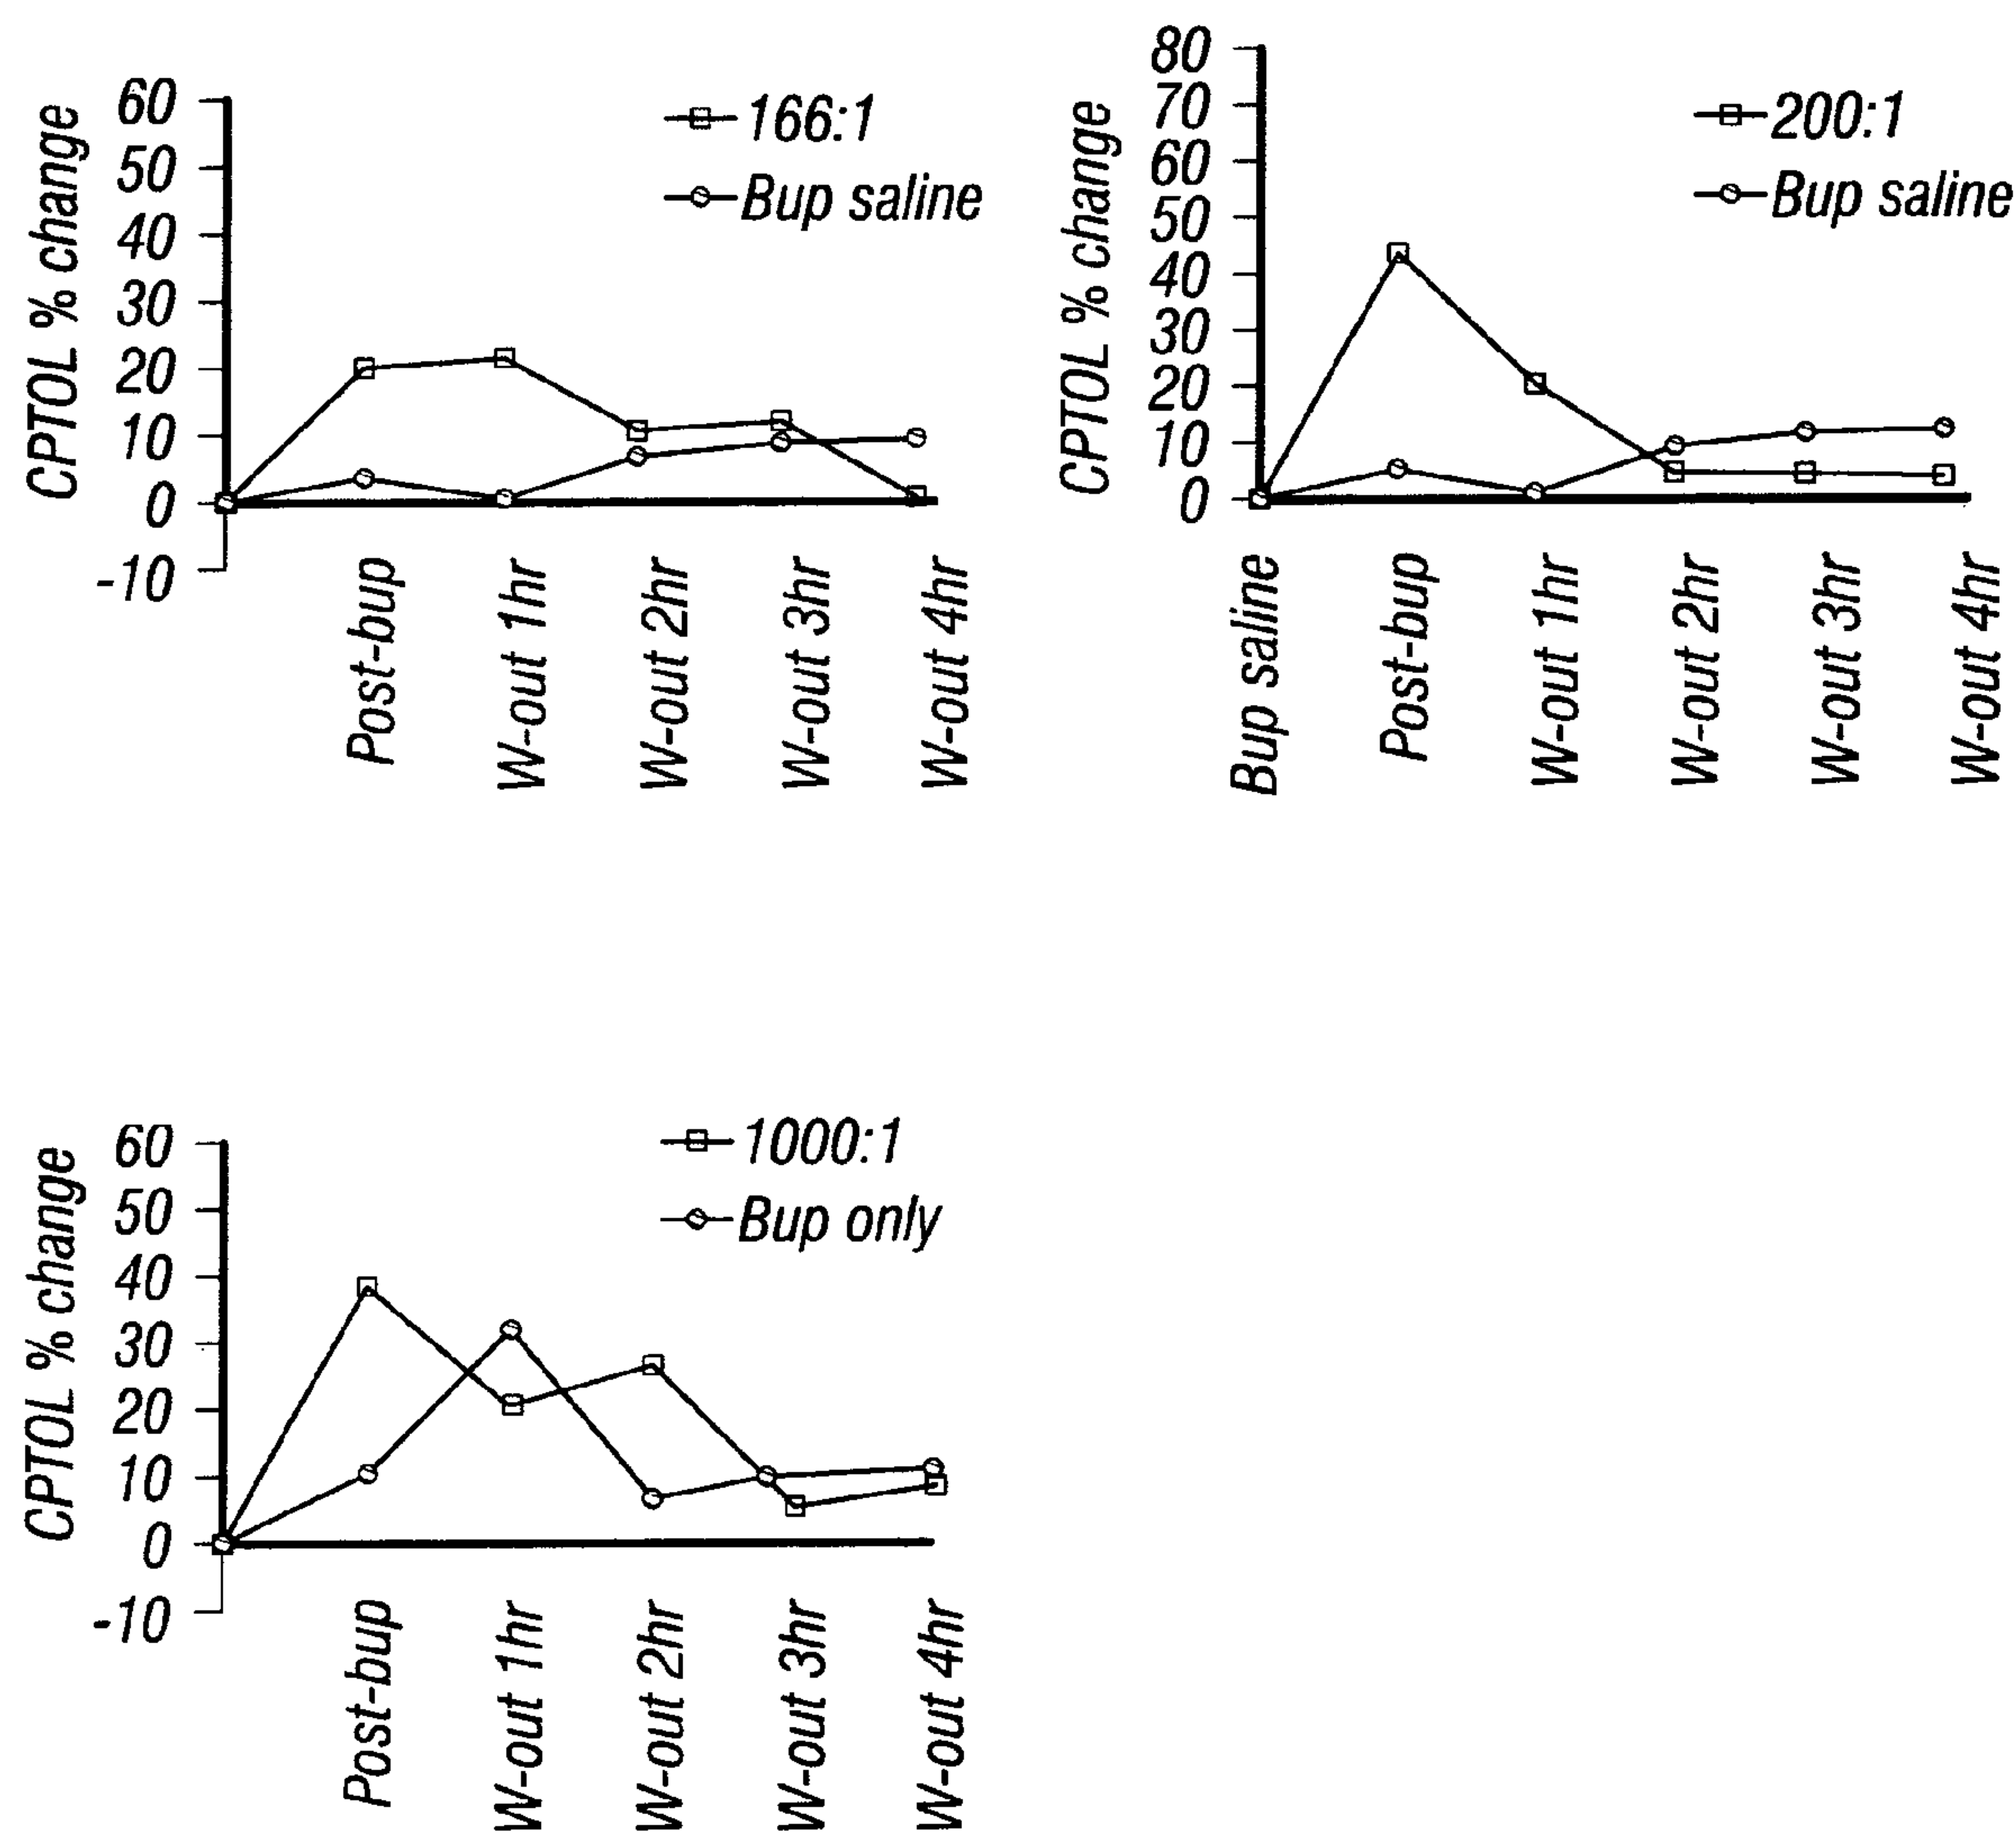 CPTOL % change
60
50
40
30
20
10
0
-10
166:1
Bup saline
Post-bup
W-out 1hr
W-out 2hr
W-out 3hr
W-out 4hr
CPTOL % change
80
70
60
50
40
30
20
10
0
200:1
Bup saline
Bup saline
Post-bup
W-out 1hr
W-out 2hr
W-out 3hr
W-out 4hr
CPTOL % change
60
50
40
30
20
10
0
-10
1000:1
Bup only
Post-bup
W-out 1hr
W-out 2hr
W-out 3hr
W-out 4hr